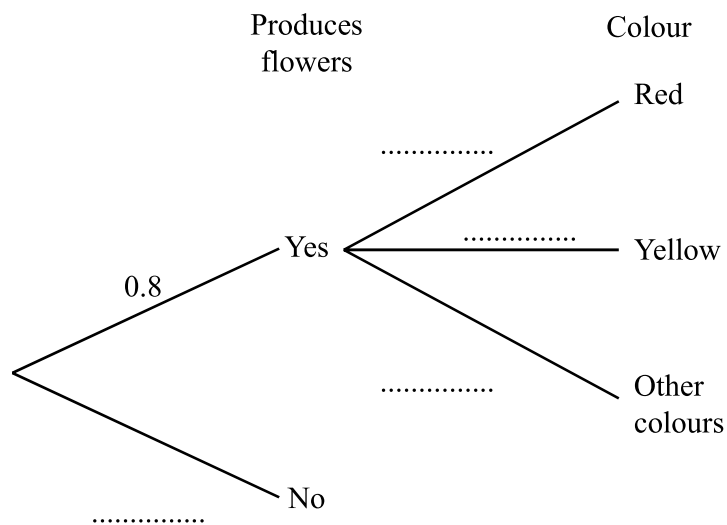 Produces
flowers
Colour
Red
...............
...............
Yes
Yellow
0.8
...............
Other
colours
No
...............